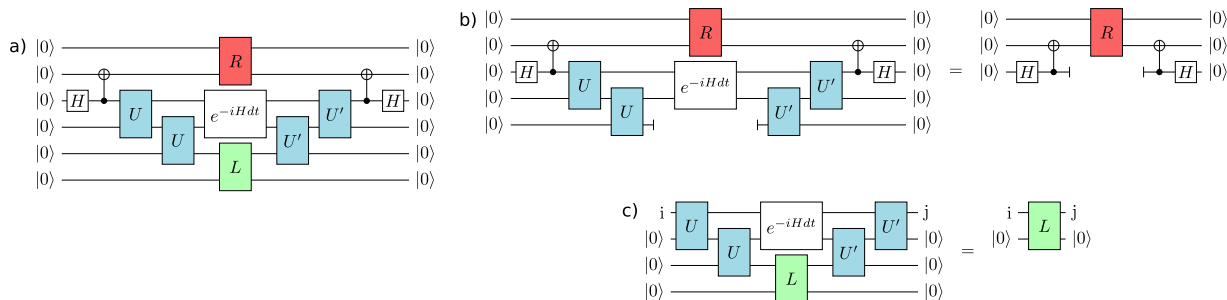 a)
|0⟩ |0⟩
R
|0⟩ |0⟩
|0⟩ H U e^{-iHdt} U' H |0⟩
|0⟩ U U' |0⟩
|0⟩ L |0⟩
|0⟩ |0⟩
b)
|0⟩ |0⟩
R
|0⟩ |0⟩
|0⟩ H U e^{-iHdt} U' H |0⟩
|0⟩ U U' |0⟩
|0⟩ |0⟩
=
|0⟩ |0⟩
R
|0⟩ |0⟩
|0⟩ H H |0⟩
c)
i U e^{-iHdt} U' j
|0⟩ U U' |0⟩
|0⟩ L |0⟩
|0⟩ |0⟩
=
i L j
|0⟩ |0⟩